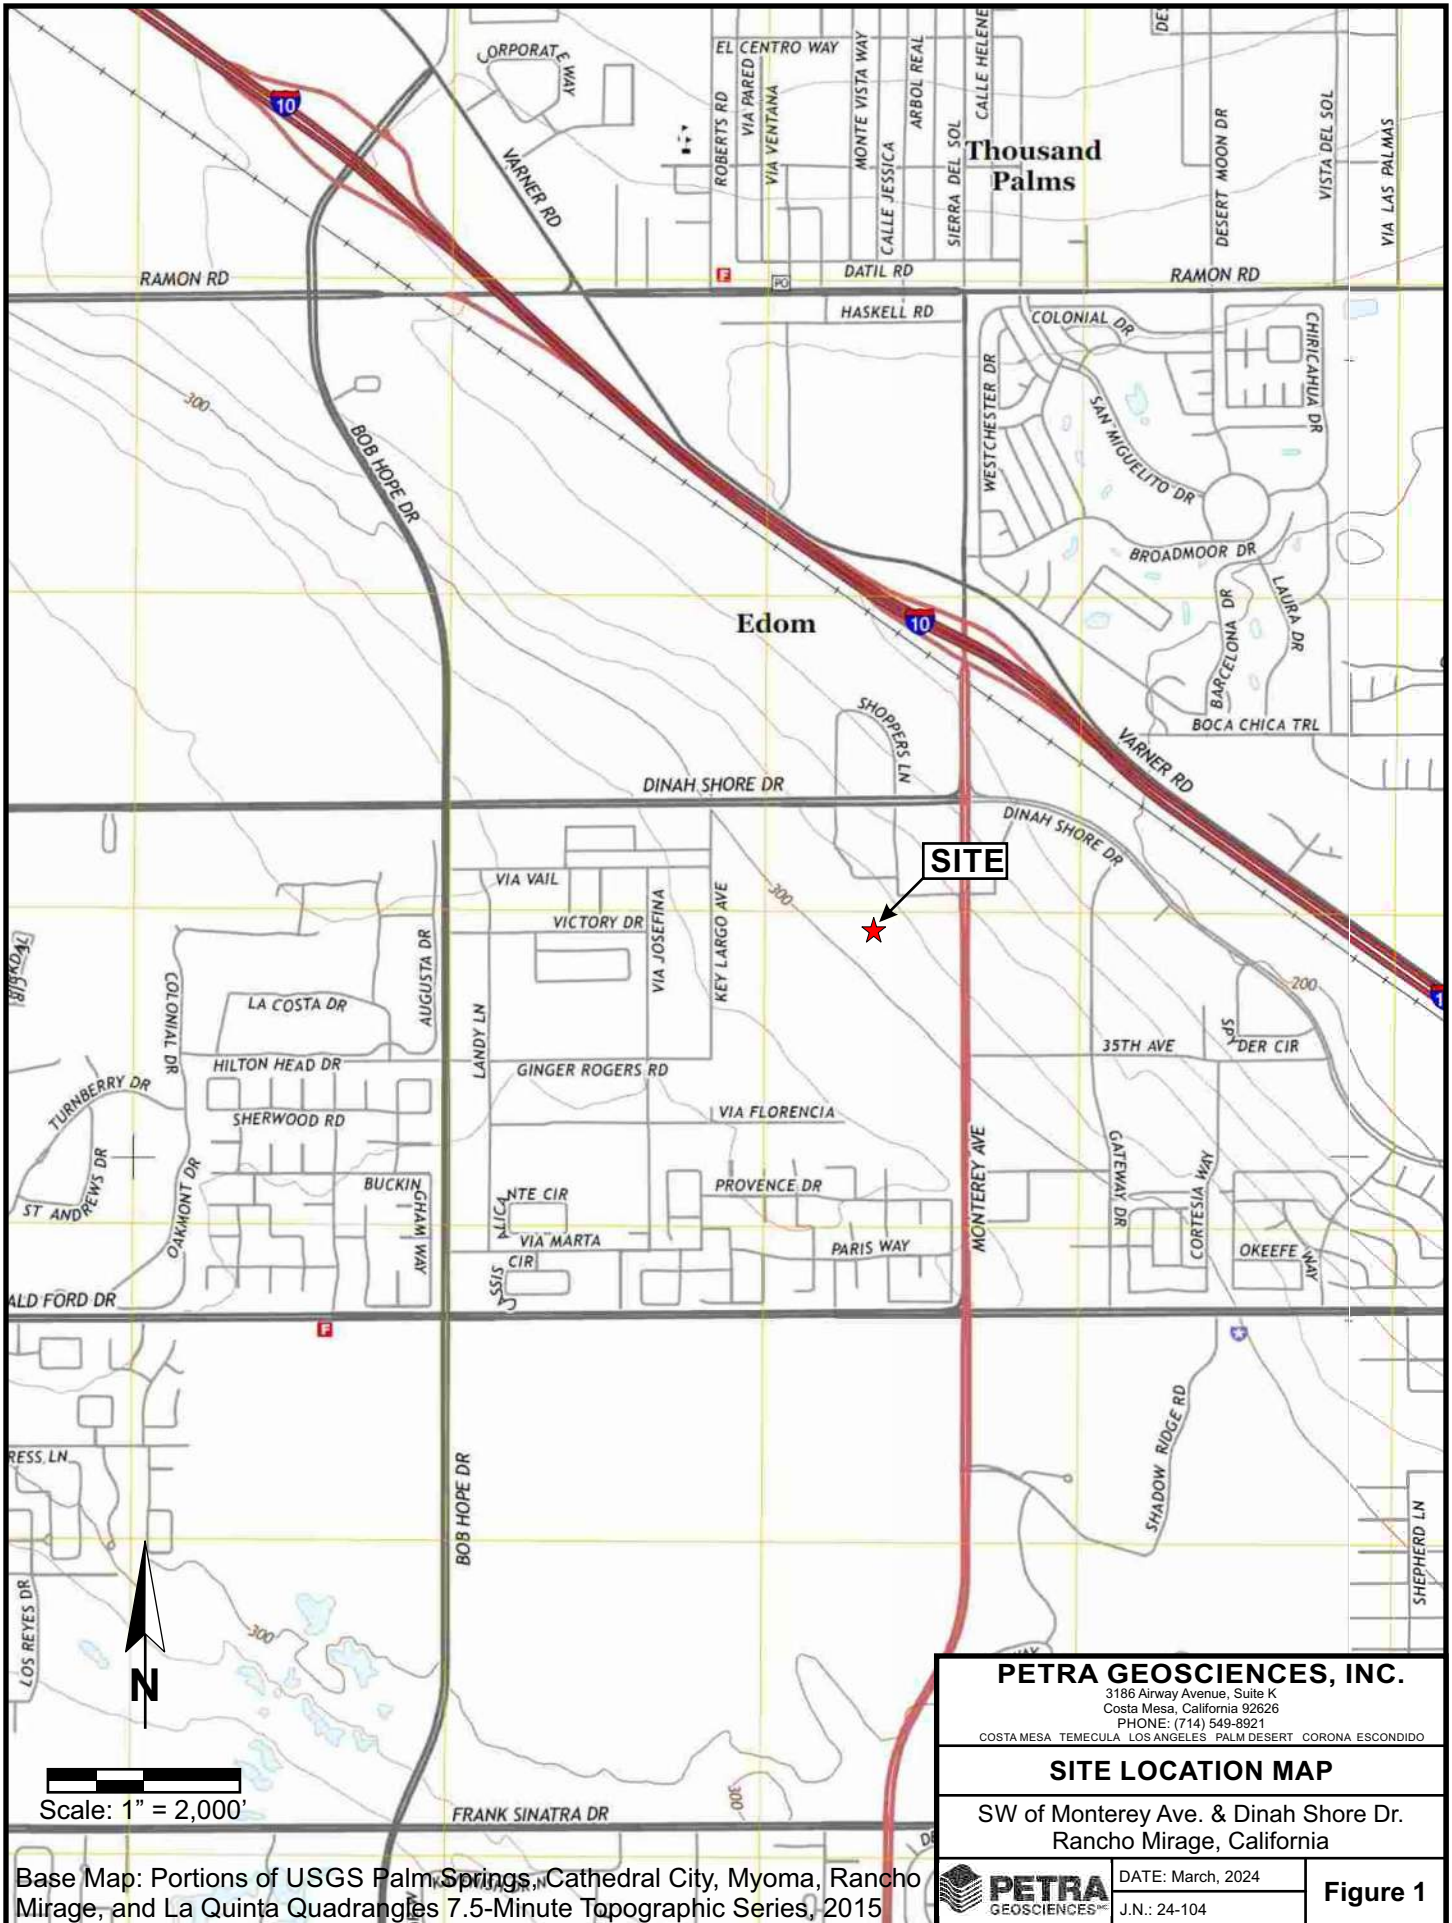 CORPORATE WAY
EL CENTRO WAY
ROBERTS RD
VIA PARED
VIA VENTANA
MONTE VISTA WAY
CALLE JESSICA
ARBOL REAL
SIERRA DEL SOL
CALLE HELENE
DESERT MOON DR
VISTA DEL SOL
VIA LAS PALMAS
10
VARNER RD
Thousand
Palms
RAMON RD
F
PO
DATIL RD
RAMON RD
HASKELL RD
COLONIAL DR
CHIRICAHUA DR
WESTCHESTER DR
SAN MIGUELITO DR
300
BOB HOPE DR
BROADMOOR DR
BARCELONA DR
LAURA DR
Edom
10
SHOPPERS LN
BOCA CHICA TRL
VARNER RD
DINAH SHORE DR
DINAH SHORE DR
SITE
VIA VAIL
300
VICTORY DR
VIA JOSEFINA
KEY LARGO AVE
AUGUSTA DR
COLONIAL DR
LA COSTA DR
LANDY LN
200
HILTON HEAD DR
GINGER ROGERS RD
35TH AVE
SPYDER CIR
TURNBERRY DR
SHERWOOD RD
VIA FLORENCIA
ST ANDREWS DR
OAKMONT DR
BUCKINGHAM WAY
ALICANTE CIR
PROVENCE DR
MONTEREY AVE
GATEWAY DR
CORTESIA WAY
VIA MARTA
PARIS WAY
OKEEFE WAY
CASSIS CIR
ALD FORD DR
F
RESS LN
BOB HOPE DR
SHADOW RIDGE RD
SHEPHERD LN
LOS REYES DR
300
N
300
Scale: 1” = 2,000’
FRANK SINATRA DR
Base Map: Portions of USGS Palm Springs, Cathedral City, Myoma, Rancho
Mirage, and La Quinta Quadrangles 7.5-Minute Topographic Series, 2015
PETRA GEOSCIENCES, INC.
3186 Airway Avenue, Suite K
Costa Mesa, California 92626
PHONE: (714) 549-8921
COSTA MESA TEMECULA LOS ANGELES PALM DESERT CORONA ESCONDIDO
SITE LOCATION MAP
SW of Monterey Ave. & Dinah Shore Dr.
Rancho Mirage, California
PETRA
GEOSCIENCES INC.
DATE: March, 2024
J.N.: 24-104
Figure 1